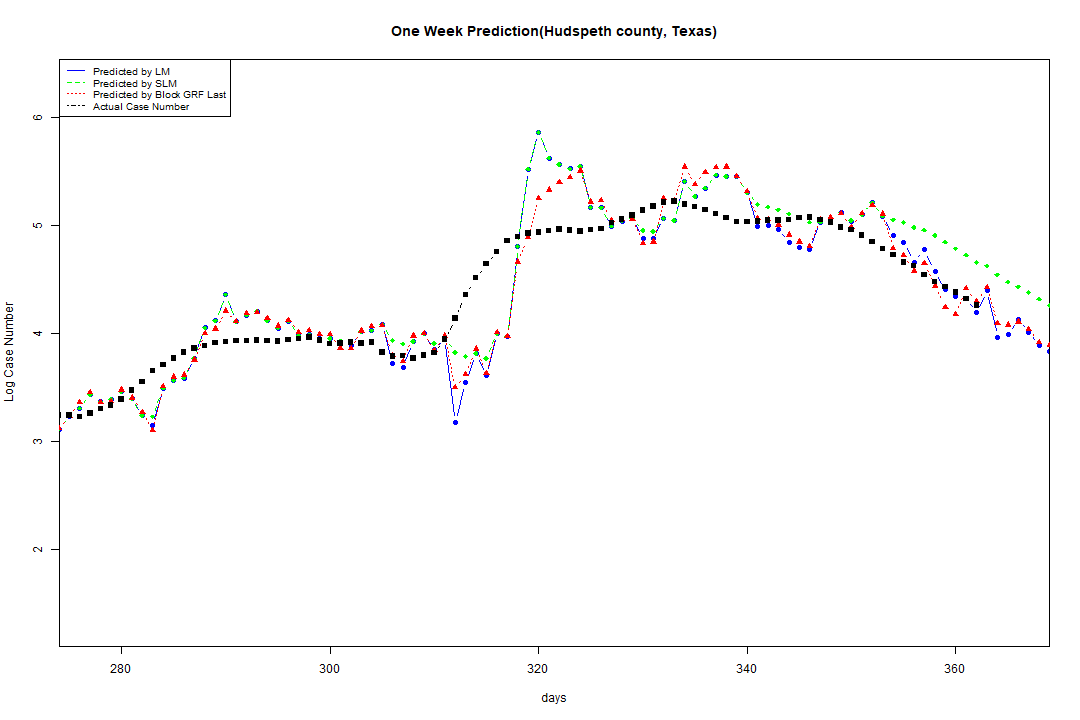 One Week Prediction(Hudspeth county, Texas)
Predicted by LM
Predicted by SLM
Predicted by Block GRF Last
Actual Case Number
6
5
4
3
2
Log Case Number
280 300 320 340 360
days